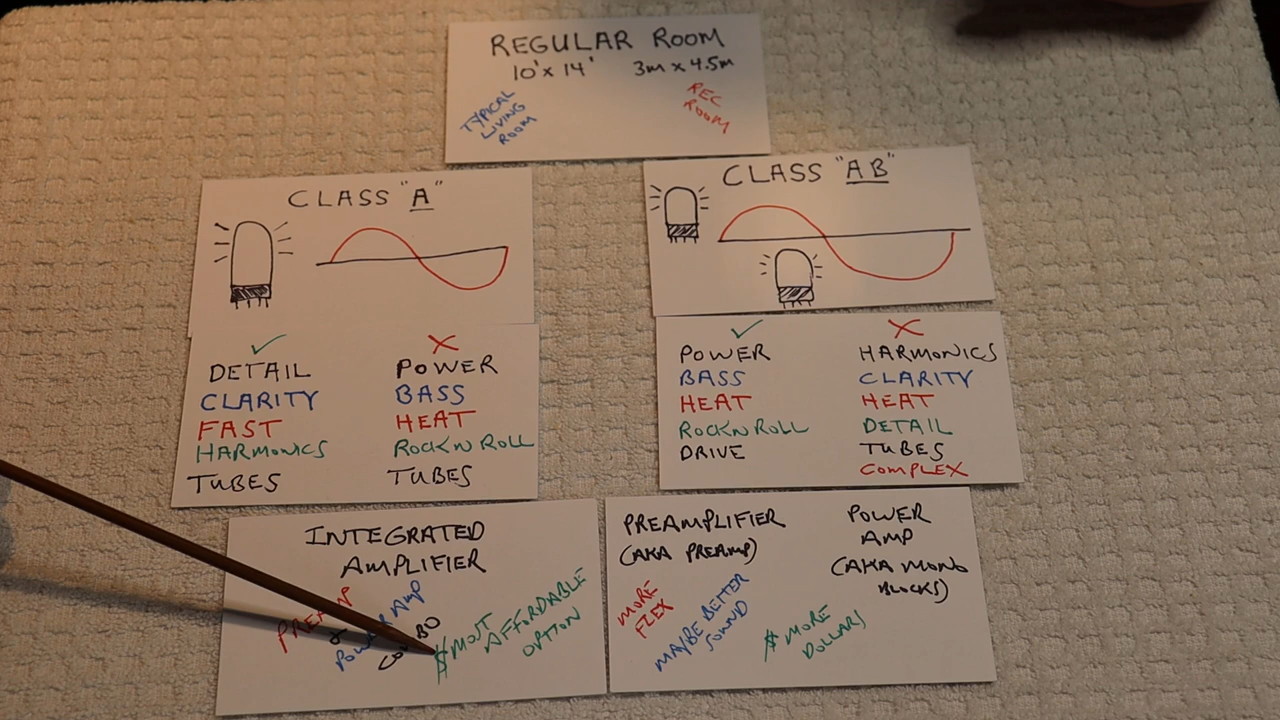 REGULAR ROOM
10' x 14' 3m x 4.5m
TYPICAL
LIVING
ROOM
REC
ROOM
CLASS "A"
CLASS "AB"
✓ ✗
DETAIL POWER
CLARITY BASS
FAST HEAT
HARMONICS ROCK N ROLL
TUBES TUBES
✓ ✗
POWER HARMONICS
BASS CLARITY
HEAT HEAT
ROCK N ROLL DETAIL
DRIVE TUBES
COMPLEX
INTEGRATED
AMPLIFIER
PREAMP
&
POWER AMP
COMBO
$ MOST
AFFORDABLE
OPTION
PREAMPLIFIER
(AKA PREAMP)
POWER
AMP
(AKA MONO
BLOCKS)
MORE
FLEX
MAYBE BETTER
SOUND
$ MORE
DOLLARS